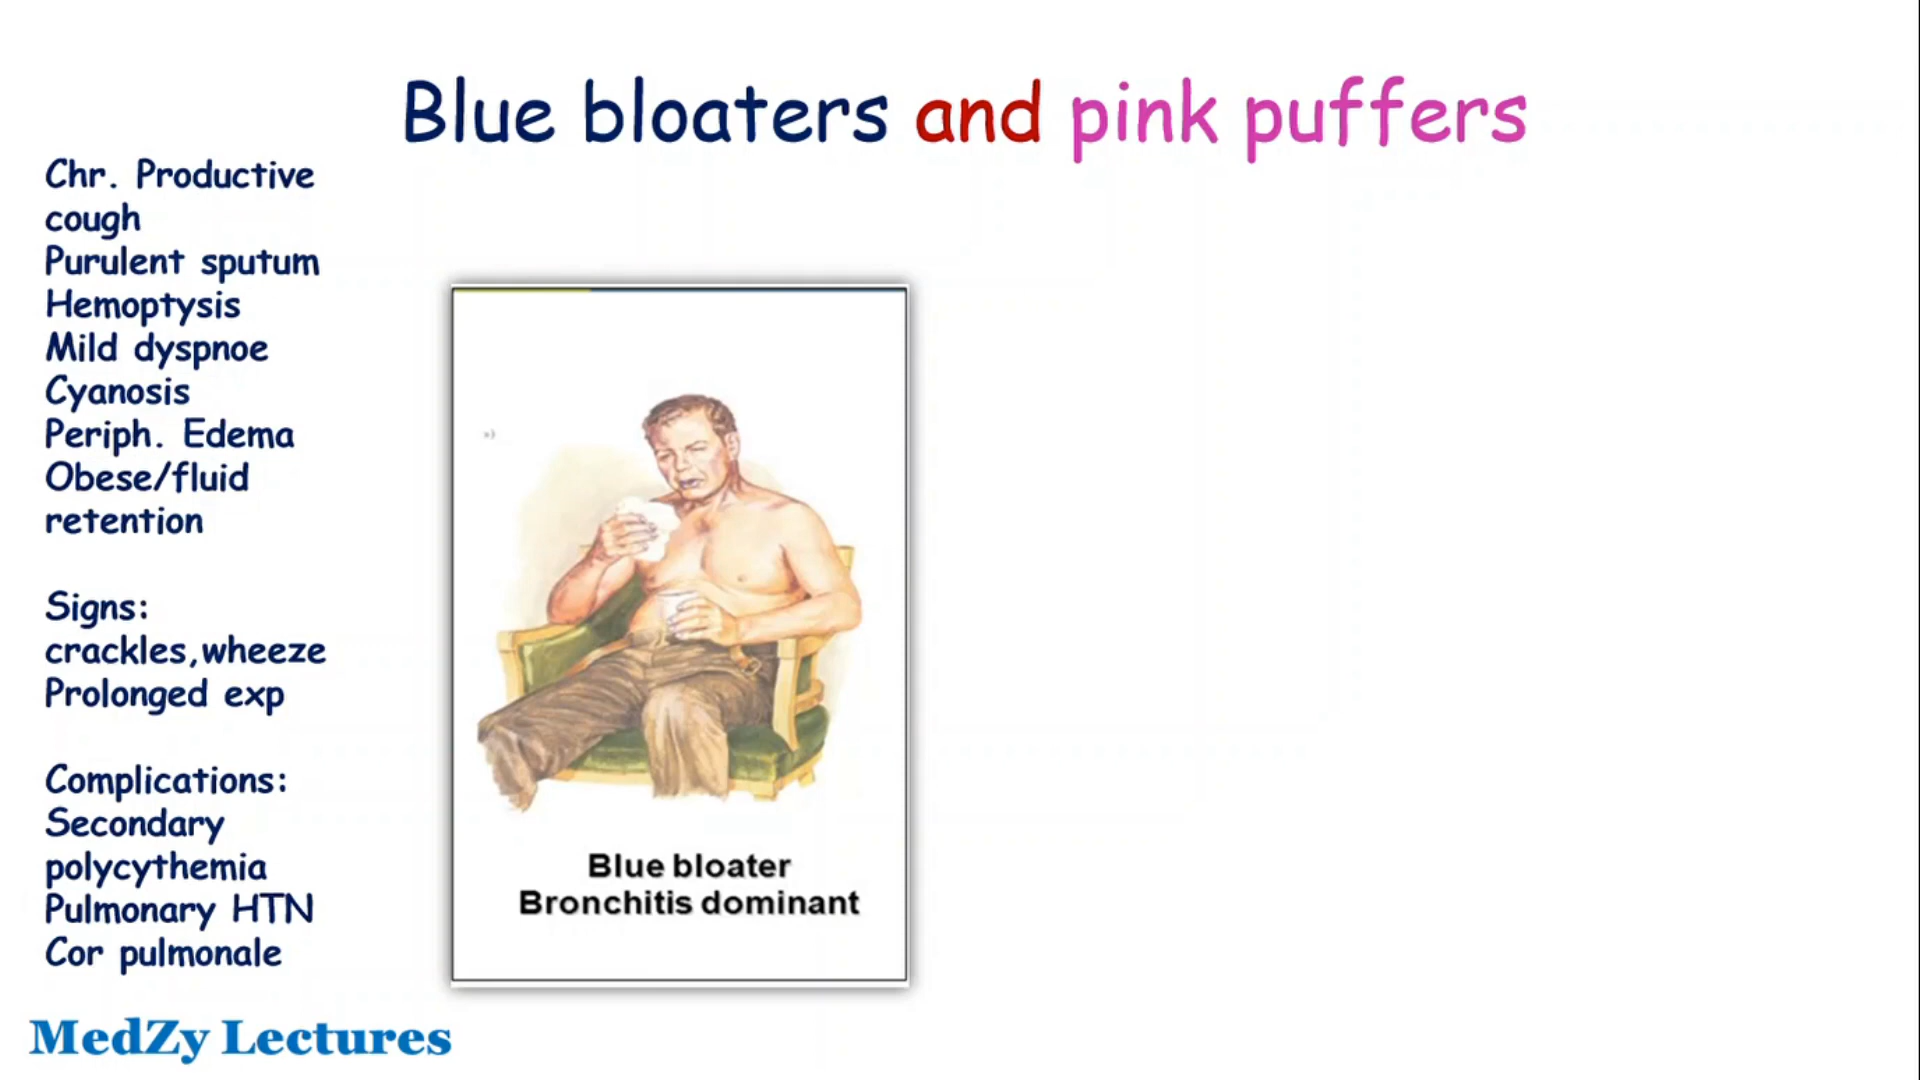 Blue bloaters and pink puffers
Chr. Productive
cough
Purulent sputum
Hemoptysis
Mild dyspnoe
Cyanosis
Periph. Edema
Obese/fluid
retention
Signs:
crackles,wheeze
Prolonged exp
Complications:
Secondary
polycythemia
Pulmonary HTN
Cor pulmonale
Blue bloater
Bronchitis dominant
MedZy Lectures